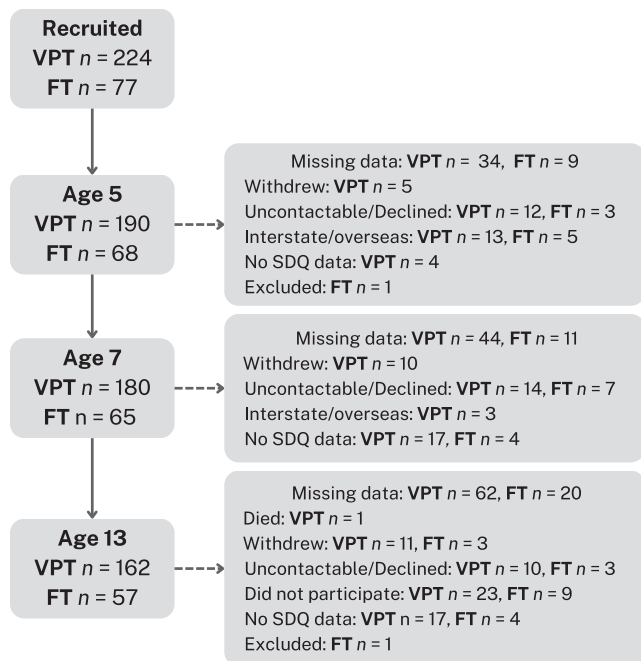 Recruited
VPT n = 224
FT n = 77
Missing data: VPT n = 34, FT n = 9
Withdrew: VPT n = 5
Uncontactable/Declined: VPT n = 12, FT n = 3
Interstate/overseas: VPT n = 13, FT n = 5
No SDQ data: VPT n = 4
Excluded: FT n = 1
Age 5
VPT n = 190
FT n = 68
Missing data: VPT n = 44, FT n = 11
Withdrew: VPT n = 10
Uncontactable/Declined: VPT n = 14, FT n = 7
Interstate/overseas: VPT n = 3
No SDQ data: VPT n = 17, FT n = 4
Age 7
VPT n = 180
FT n = 65
Missing data: VPT n = 62, FT n = 20
Died: VPT n = 1
Withdrew: VPT n = 11, FT n = 3
Uncontactable/Declined: VPT n = 10, FT n = 3
Did not participate: VPT n = 23, FT n = 9
No SDQ data: VPT n = 17, FT n = 4
Excluded: FT n = 1
Age 13
VPT n = 162
FT n = 57